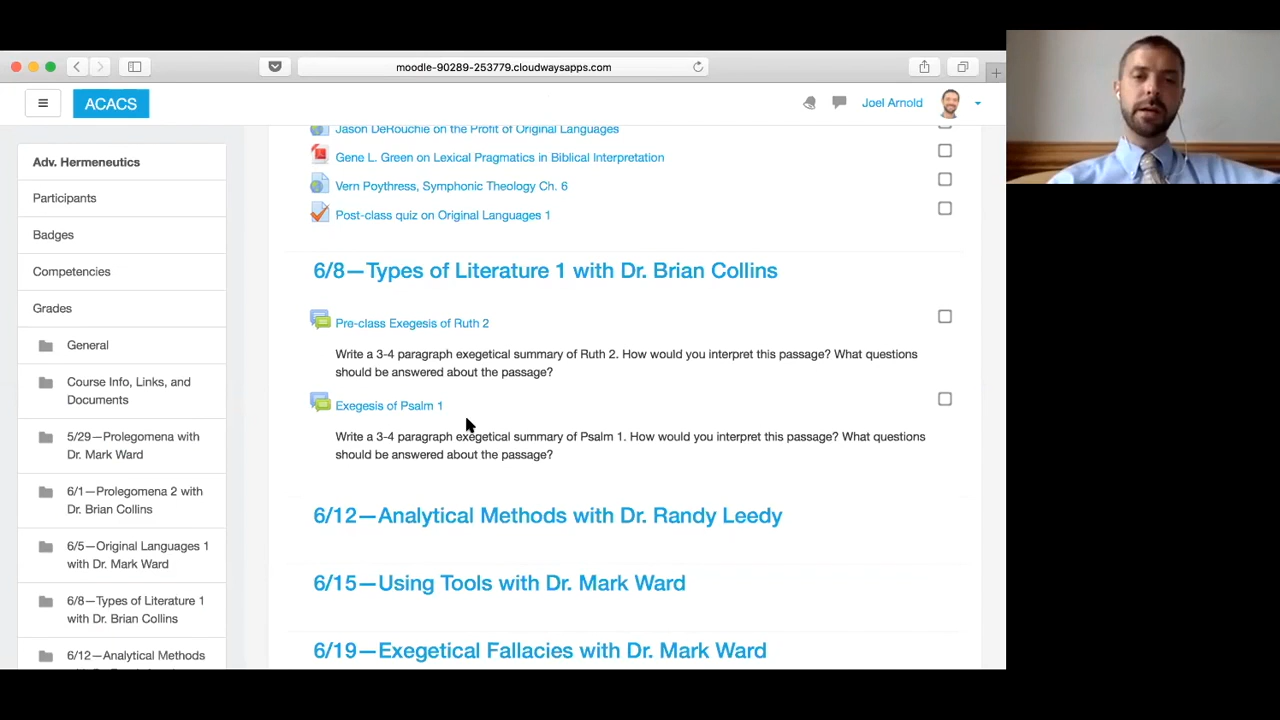 moodle-90289-253779.cloudwaysapps.com
ACACS
Joel Arnold
Adv. Hermeneutics
Participants
Badges
Competencies
Grades
General
Course Info, Links, and
Documents
5/29—Prolegomena with
Dr. Mark Ward
6/1—Prolegomena 2 with
Dr. Brian Collins
6/5—Original Languages 1
with Dr. Mark Ward
6/8—Types of Literature 1
with Dr. Brian Collins
6/12—Analytical Methods
Jason DeRouchie on the Profit of Original Languages
Gene L. Green on Lexical Pragmatics in Biblical Interpretation
Vern Poythress, Symphonic Theology Ch. 6
Post-class quiz on Original Languages 1
6/8—Types of Literature 1 with Dr. Brian Collins
Pre-class Exegesis of Ruth 2
Write a 3-4 paragraph exegetical summary of Ruth 2. How would you interpret this passage? What questions
should be answered about the passage?
Exegesis of Psalm 1
Write a 3-4 paragraph exegetical summary of Psalm 1. How would you interpret this passage? What questions
should be answered about the passage?
6/12—Analytical Methods with Dr. Randy Leedy
6/15—Using Tools with Dr. Mark Ward
6/19—Exegetical Fallacies with Dr. Mark Ward